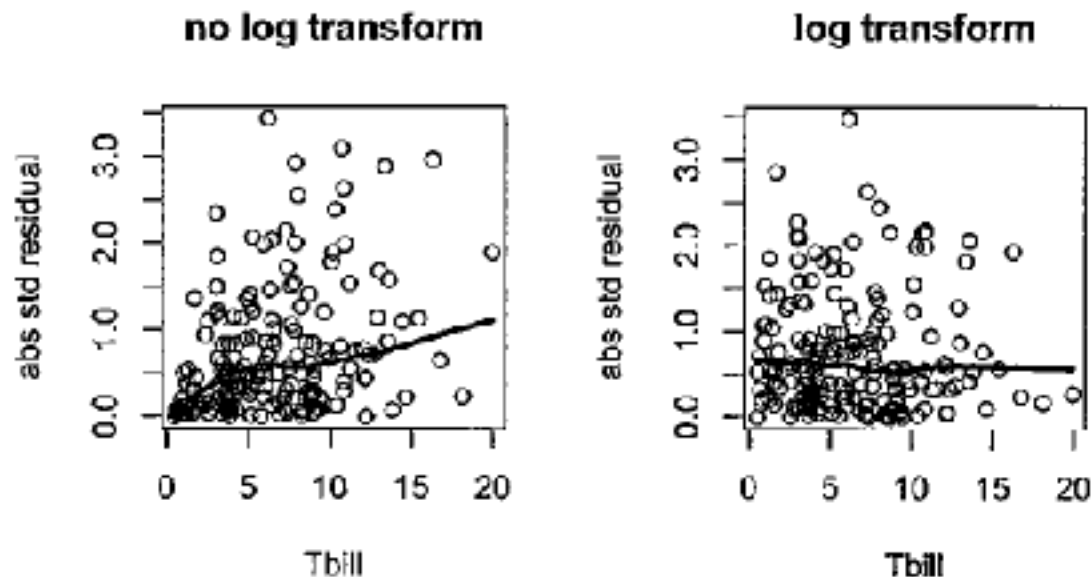 no log transform
abs std residual
0.0 1.0 2.0 3.0
0 5 10 15 20
Tbill
log transform
abs std residual
0.0 1.0 2.0 3.0
0 5 10 15 20
Tbill